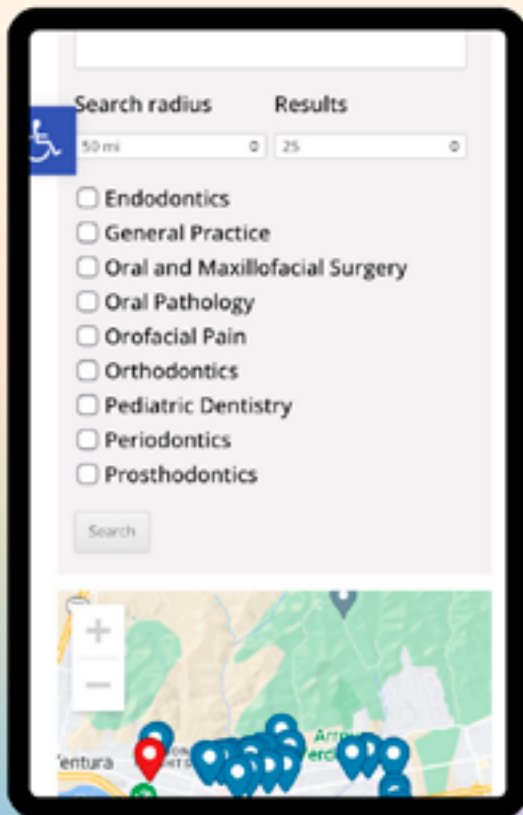 Search radius Results
50 mi 25
Endodontics
General Practice
Oral and Maxillofacial Surgery
Oral Pathology
Orofacial Pain
Orthodontics
Pediatric Dentistry
Periodontics
Prosthodontics
Search
+
−
entura